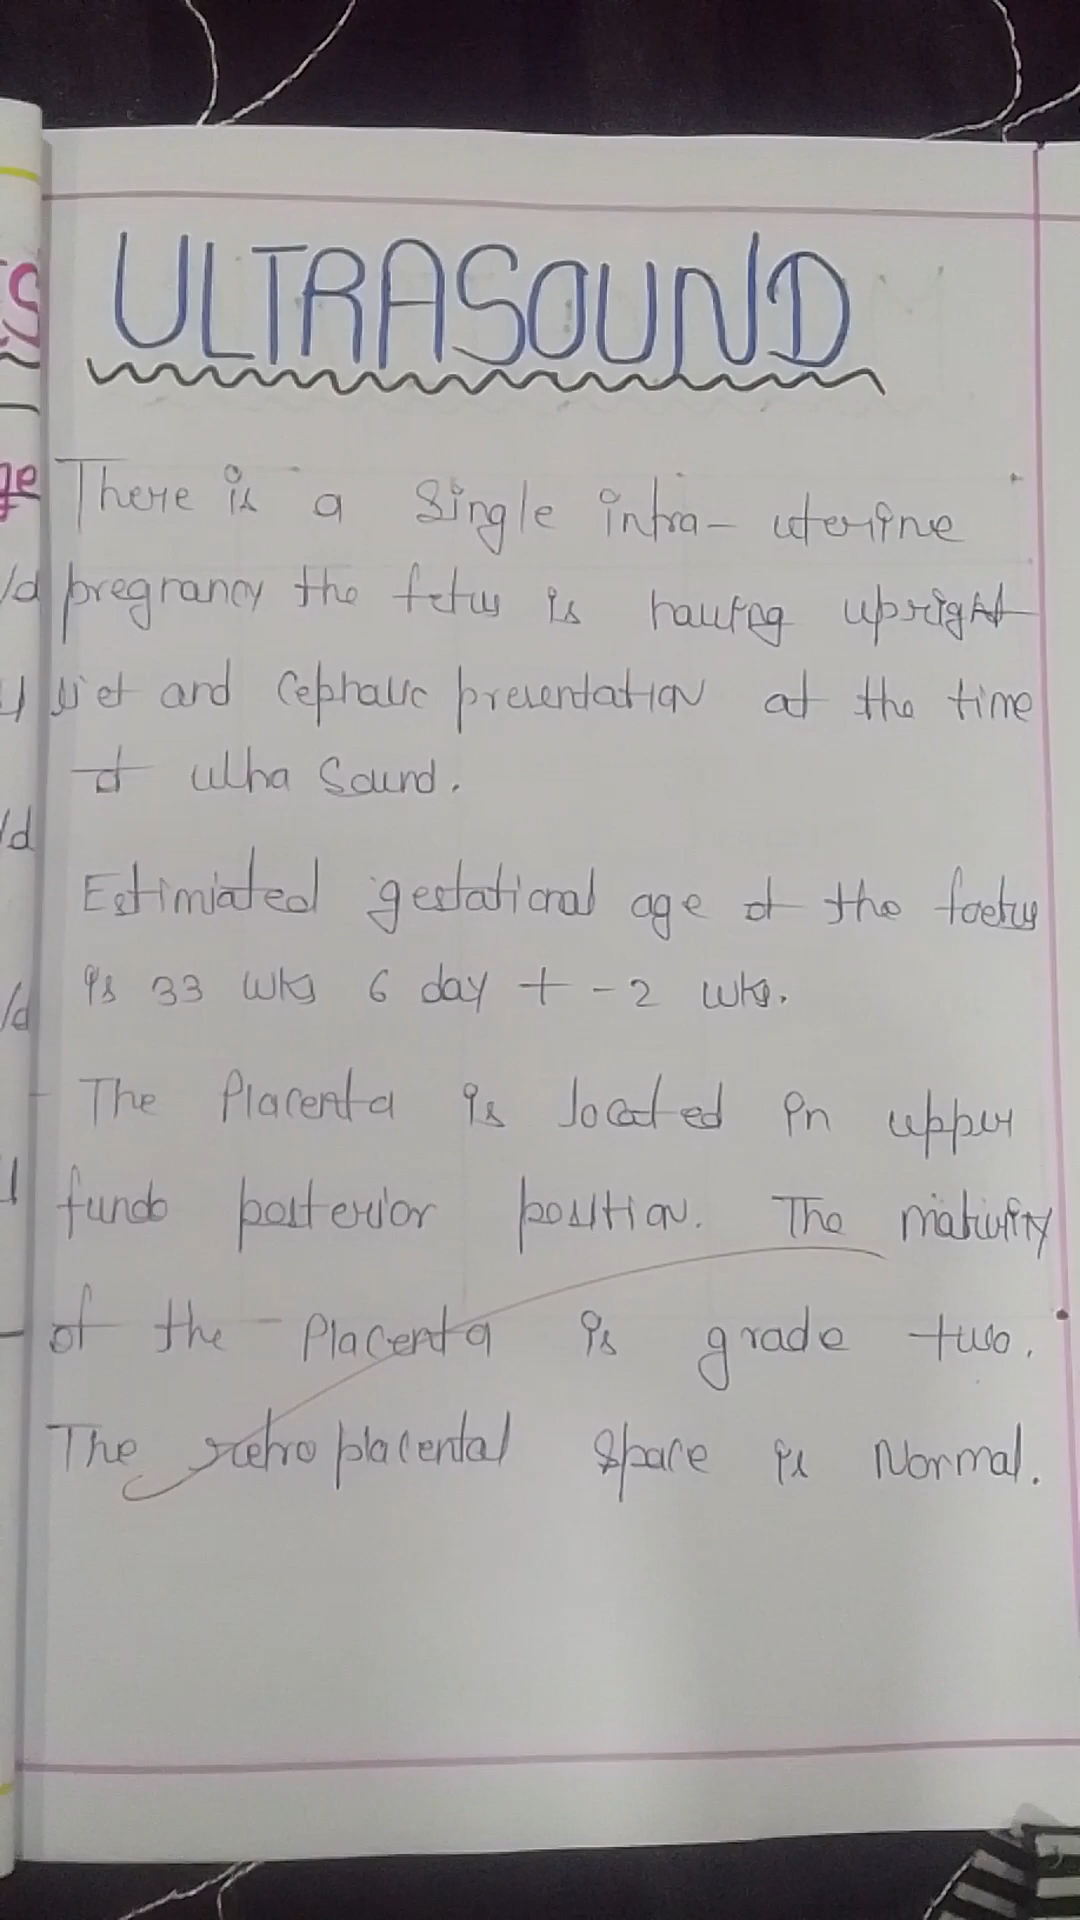 ULTRASOUND
There is a single intra- uterine
pregnancy the fetus is having upright
and cephalic presentation at the time
of ultra sound.
Estimiated gestational age of the foetus
is 33 wks 6 day + - 2 wks.
The Placenta is located in upper
fundo posterior position. The maturity
of the Placenta is grade two.
The retro placental space is Normal.